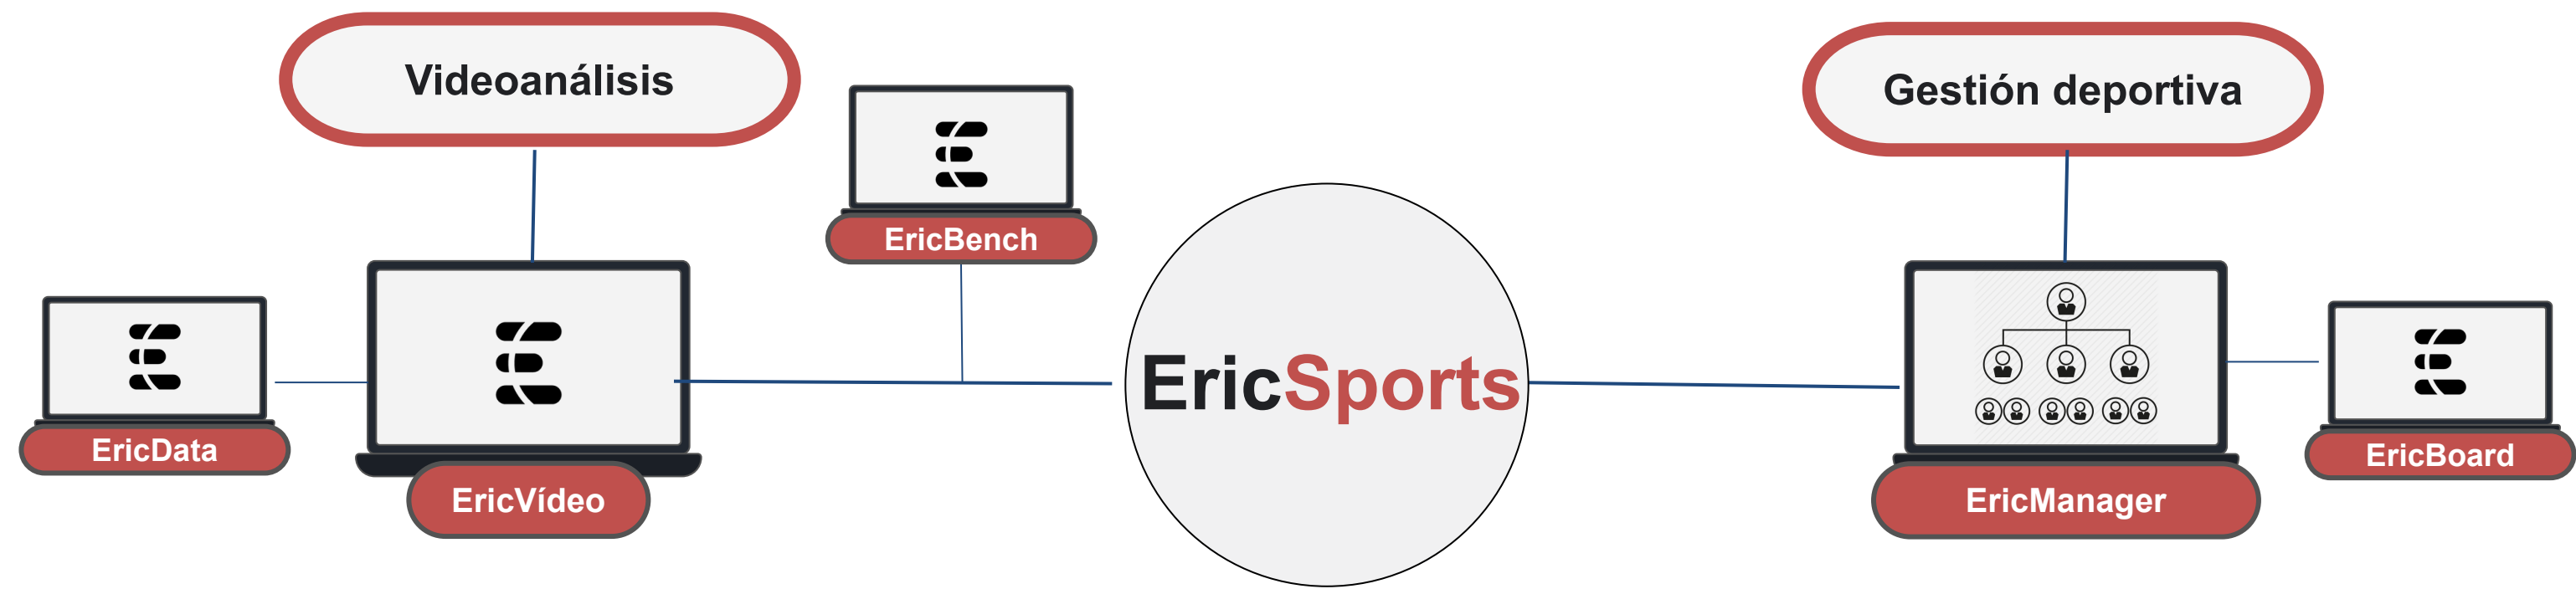 Videoanálisis
Gestión deportiva
EricBench
EricSports
EricData
EricVídeo
EricManager
EricBoard